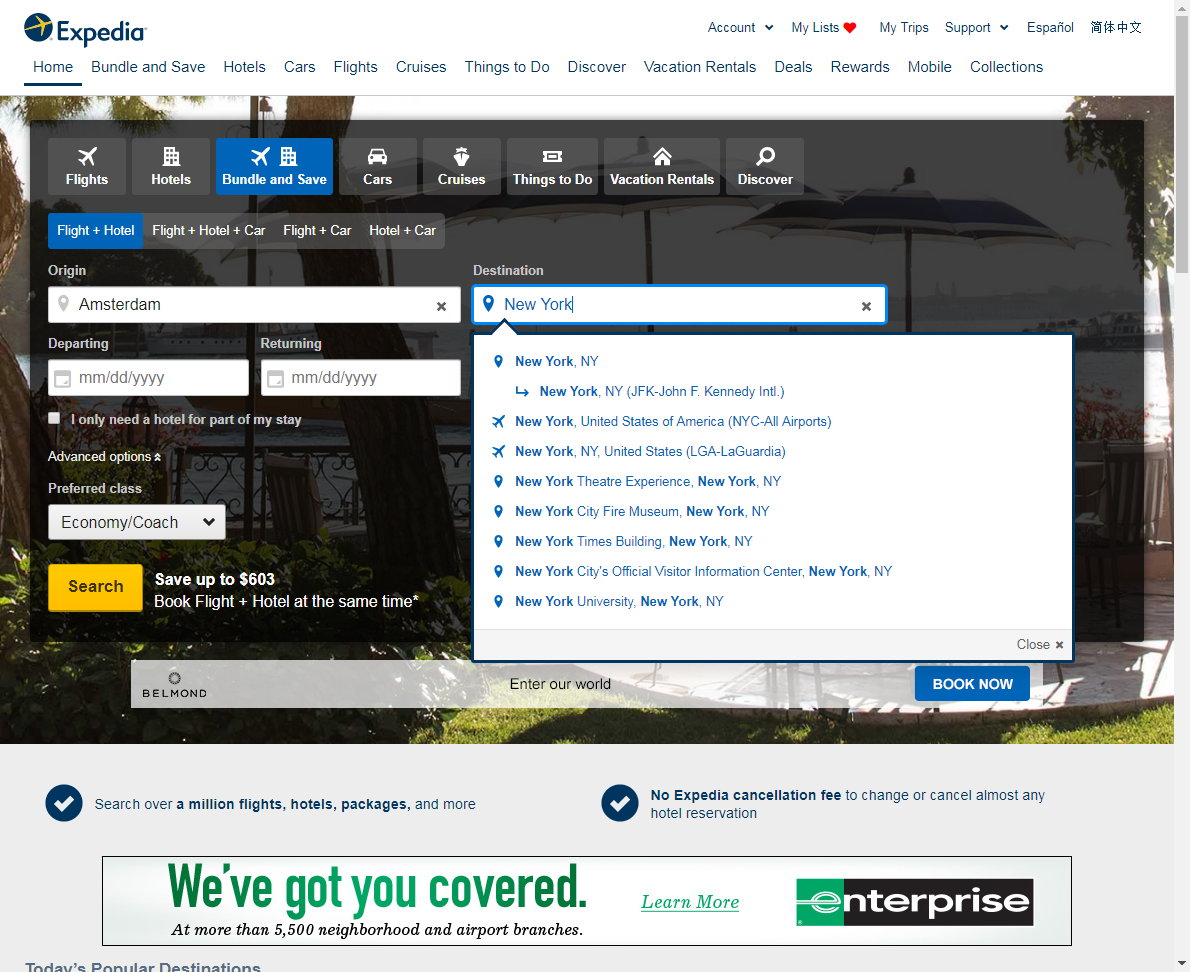 Expedia
Account My Lists My Trips Support Español 简体中文
Home Bundle and Save Hotels Cars Flights Cruises Things to Do Discover Vacation Rentals Deals Rewards Mobile Collections
Flights Hotels Bundle and Save Cars Cruises Things to Do Vacation Rentals Discover
Flight + Hotel Flight + Hotel + Car Flight + Car Hotel + Car
Origin Destination
Amsterdam New York
Departing Returning
mm/dd/yyyy mm/dd/yyyy
I only need a hotel for part of my stay
Advanced options
Preferred class
Economy/Coach
Search
Save up to $603
Book Flight + Hotel at the same time*
New York, NY
New York, NY (JFK-John F. Kennedy Intl.)
New York, United States of America (NYC-All Airports)
New York, NY, United States (LGA-LaGuardia)
New York Theatre Experience, New York, NY
New York City Fire Museum, New York, NY
New York Times Building, New York, NY
New York City's Official Visitor Information Center, New York, NY
New York University, New York, NY
Close
BELMOND Enter our world BOOK NOW
Search over a million flights, hotels, packages, and more
No Expedia cancellation fee to change or cancel almost any
hotel reservation
We've got you covered.
At more than 5,500 neighborhood and airport branches.
Learn More
enterprise
Today's Popular Destinations